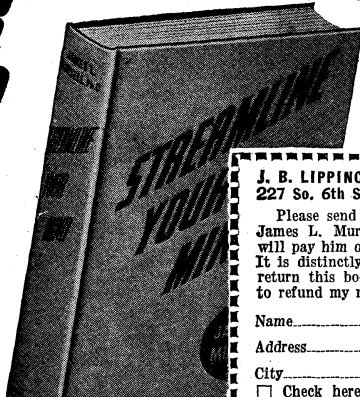 STREAMLINE
YOUR
MIN
J. B. LIPPINC
227 So. 6th S
Please send
James L. Mur
will pay him o
It is distinctly
return this bo
to refund my m
Name
Address
City
☐ Check here